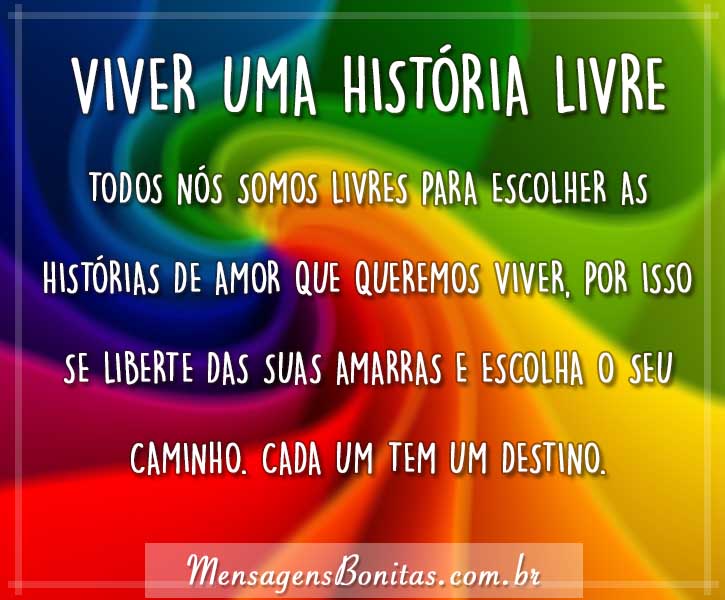 VIVER UMA HISTÓRIA LIVRE
TODOS NÓS SOMOS LIVRES PARA ESCOLHER AS
HISTÓRIAS DE AMOR QUE QUEREMOS VIVER, POR ISSO
SE LIBERTE DAS SUAS AMARRAS E ESCOLHA O SEU
CAMINHO. CADA UM TEM UM DESTINO.
MensagensBonitas.com.br